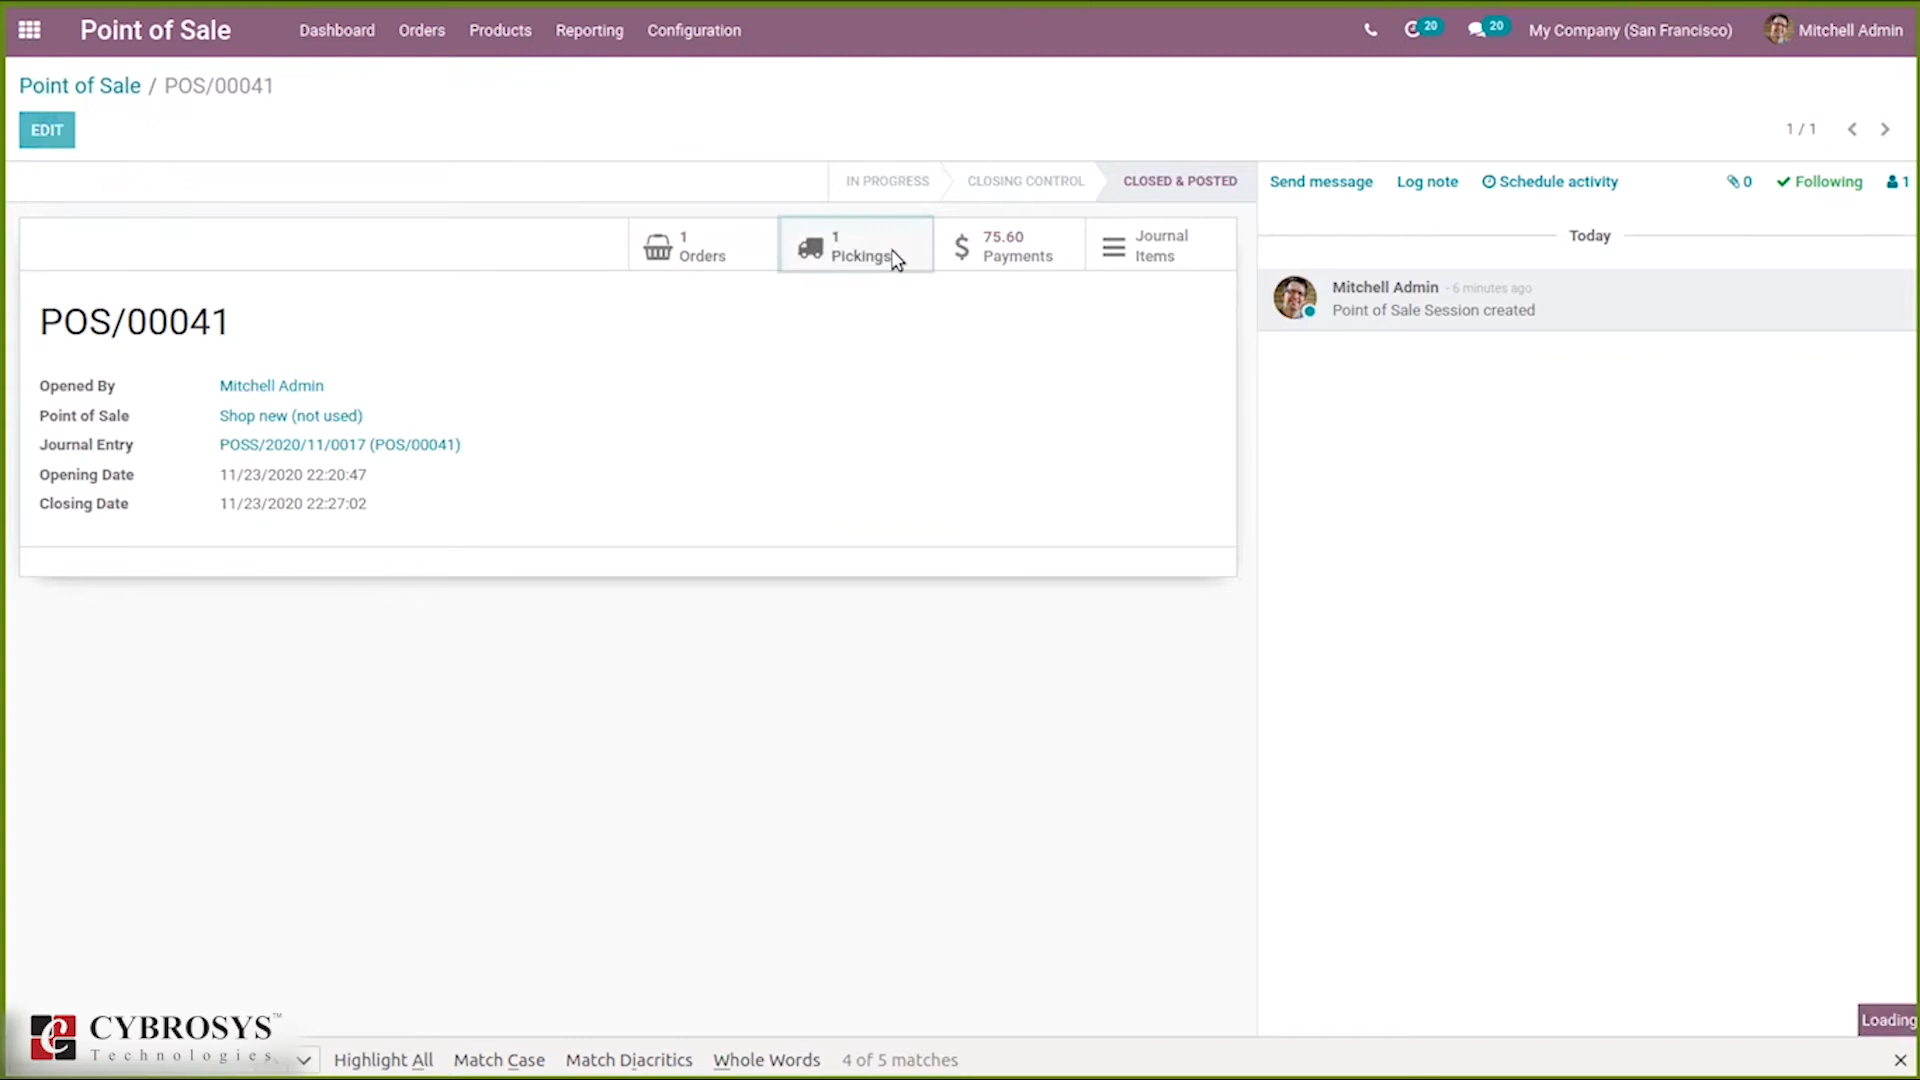 Point of Sale Dashboard Orders Products Reporting Configuration 20 20 My Company (San Francisco) Mitchell Admin
Point of Sale / POS/00041
EDIT
1 / 1
IN PROGRESS CLOSING CONTROL CLOSED & POSTED
Send message Log note Schedule activity 0 Following 1
1
Orders
1
Pickings
75.60
Payments
Journal
Items
Today
Mitchell Admin - 6 minutes ago
Point of Sale Session created
POS/00041
Opened By Mitchell Admin
Point of Sale Shop new (not used)
Journal Entry POSS/2020/11/0017 (POS/00041)
Opening Date 11/23/2020 22:20:47
Closing Date 11/23/2020 22:27:02
Loading
CYBROSYS™
Technologies
Highlight All Match Case Match Diacritics Whole Words 4 of 5 matches